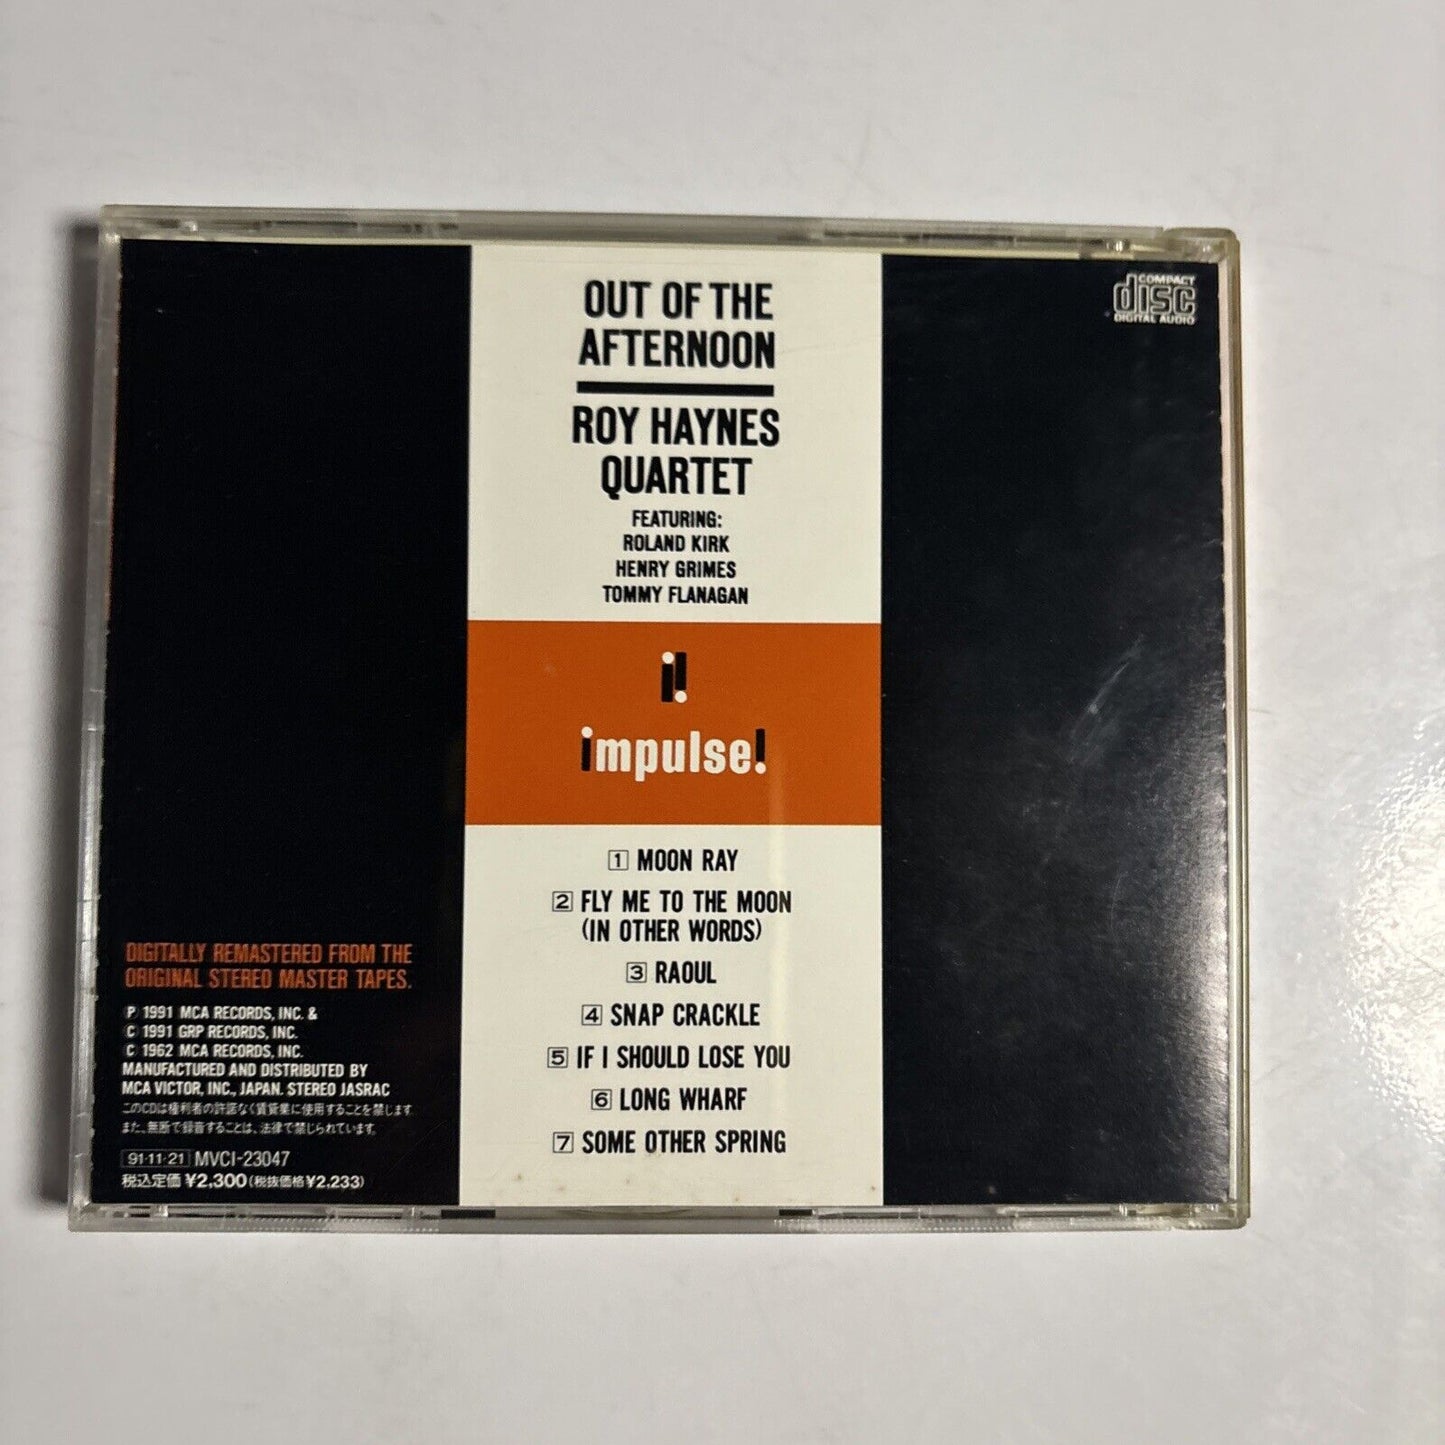 OUT OF THE
AFTERNOON
ROY HAYNES
QUARTET
FEATURING:
ROLAND KIRK
HENRY GRIMES
TOMMY FLANAGAN
COMPACT
disc
DIGITAL AUDIO
i!
impulse!
1 MOON RAY
2 FLY ME TO THE MOON
(IN OTHER WORDS)
3 RAOUL
4 SNAP CRACKLE
5 IF I SHOULD LOSE YOU
6 LONG WHARF
7 SOME OTHER SPRING
DIGITALLY REMASTERED FROM THE
ORIGINAL STEREO MASTER TAPES.
Ⓟ 1991 MCA RECORDS, INC. &
Ⓒ 1991 GRP RECORDS, INC.
Ⓒ 1962 MCA RECORDS, INC.
MANUFACTURED AND DISTRIBUTED BY
MCA VICTOR, INC., JAPAN. STEREO JASRAC
このCDは権利者の許諾なく賃貸業に使用することを禁じます。
また、無断で録音することは、法律で禁じられています。
91·11·21 MVCI-23047
税込定価 ¥2,300(税抜価格¥2,233)